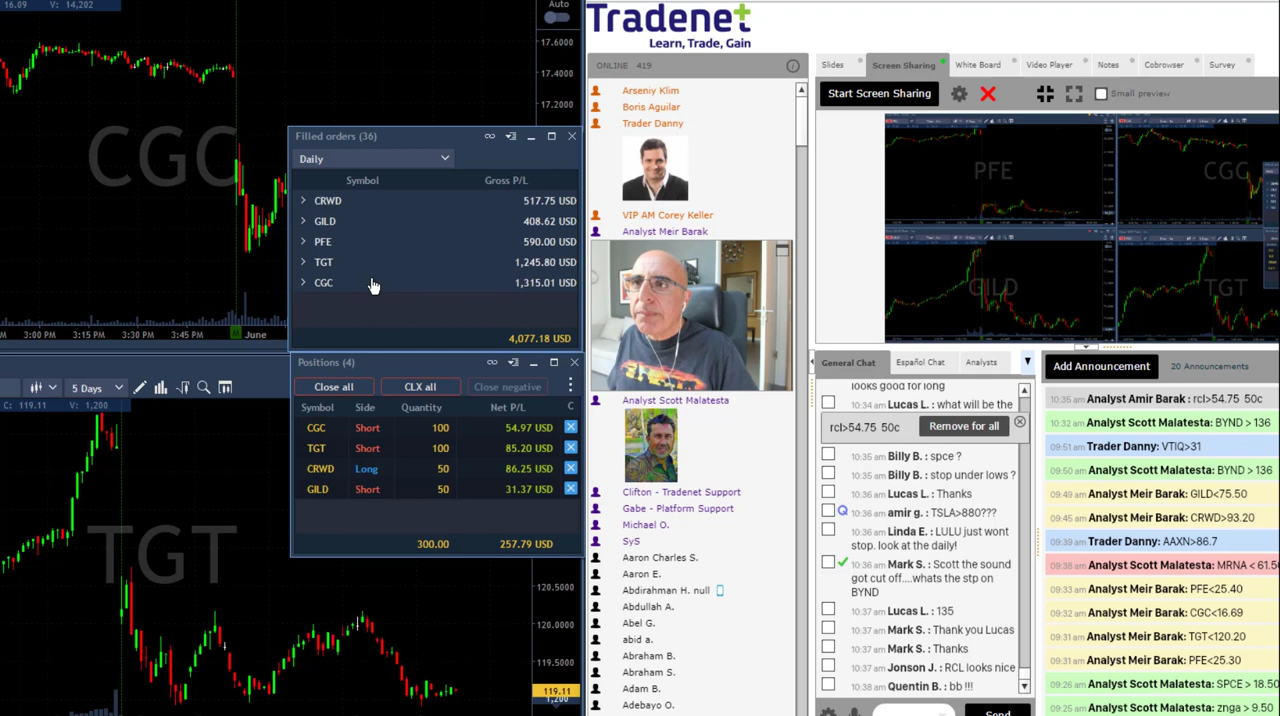 16.09 V: 14,202
Auto
17.6000
17.4000
17.2000
CGC
3:00 PM 3:15 PM 3:30 PM 3:45 PM June
Filled orders (36)
Daily
Symbol Gross P/L
CRWD 517.75 USD
GILD 408.62 USD
PFE 590.00 USD
TGT 1,245.80 USD
CGC 1,315.01 USD
4,077.18 USD
Positions (4)
Close all CLX all Close negative
Symbol Side Quantity Net P/L C
CGC Short 100 54.97 USD
TGT Short 100 85.20 USD
CRWD Long 50 86.25 USD
GILD Short 50 31.37 USD
300.00 257.79 USD
5 Days
C: 119.11 V: 1,200
TGT
120.5000
120.0000
119.5000
119.11
1,200
Tradenet
Learn, Trade, Gain
ONLINE 419
Arseniy Klim
Boris Aguilar
Trader Danny
VIP AM Corey Keller
Analyst Meir Barak
Analyst Scott Malatesta
Clifton - Tradenet Support
Gabe - Platform Support
Michael O.
SyS
Aaron Charles S.
Aaron E.
Abdirahman H. null
Abdullah A.
Abel G.
abid a.
Abraham B.
Abraham S.
Adam B.
Adebayo O.
Slides Screen Sharing White Board Video Player Notes Cobrowser Survey
Start Screen Sharing Small preview
PFE CGC
GILD TGT
General Chat Español Chat Analysts
looks good for long
10:34 am Lucas L. : what will be the
rcl>54.75 50c Remove for all
10:35 am Billy B. : spce ?
10:35 am Billy B. : stop under lows ?
10:36 am Lucas L. : Thanks
10:36 am amir g. : TSLA>880???
10:36 am Linda E. : LULU just wont
stop. look at the daily!
10:36 am Mark S. : Scott the sound
got cut off....whats the stp on
BYND
10:37 am Lucas L. : 135
10:37 am Mark S. : Thank you Lucas
10:37 am Mark S. : Thanks
10:37 am Jonson J. : RCL looks nice
10:38 am Quentin B. : bb !!!
Send
Add Announcement 20 Announcements
10:35 am Analyst Amir Barak : rcl>54.75 50c
10:32 am Analyst Scott Malatesta: BYND > 136
09:51 am Trader Danny: VTIQ>31
09:50 am Analyst Scott Malatesta: BYND > 136
09:49 am Analyst Meir Barak : GILD<75.50
09:45 am Analyst Meir Barak : CRWD>93.20
09:39 am Trader Danny: AAXN>86.7
09:38 am Analyst Scott Malatesta: MRNA < 61.50
09:33 am Analyst Meir Barak : PFE<25.40
09:32 am Analyst Meir Barak : CGC<16.69
09:31 am Analyst Meir Barak : TGT<120.20
09:31 am Analyst Meir Barak : PFE<25.30
09:26 am Analyst Scott Malatesta: SPCE > 18.50
09:25 am Analyst Scott Malatesta: znga > 9.50